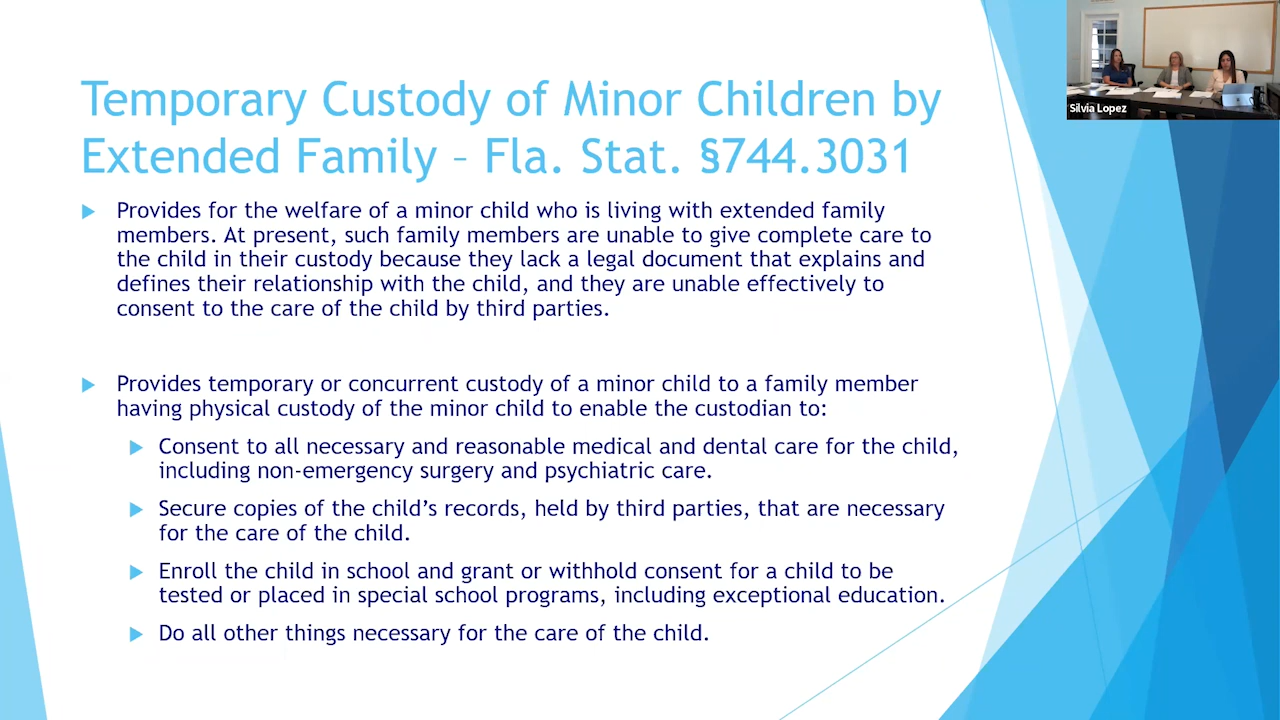 Temporary Custody of Minor Children by
Extended Family – Fla. Stat. §744.3031
Silvia Lopez
Provides for the welfare of a minor child who is living with extended family
members. At present, such family members are unable to give complete care to
the child in their custody because they lack a legal document that explains and
defines their relationship with the child, and they are unable effectively to
consent to the care of the child by third parties.
Provides temporary or concurrent custody of a minor child to a family member
having physical custody of the minor child to enable the custodian to:
Consent to all necessary and reasonable medical and dental care for the child,
including non-emergency surgery and psychiatric care.
Secure copies of the child’s records, held by third parties, that are necessary
for the care of the child.
Enroll the child in school and grant or withhold consent for a child to be
tested or placed in special school programs, including exceptional education.
Do all other things necessary for the care of the child.